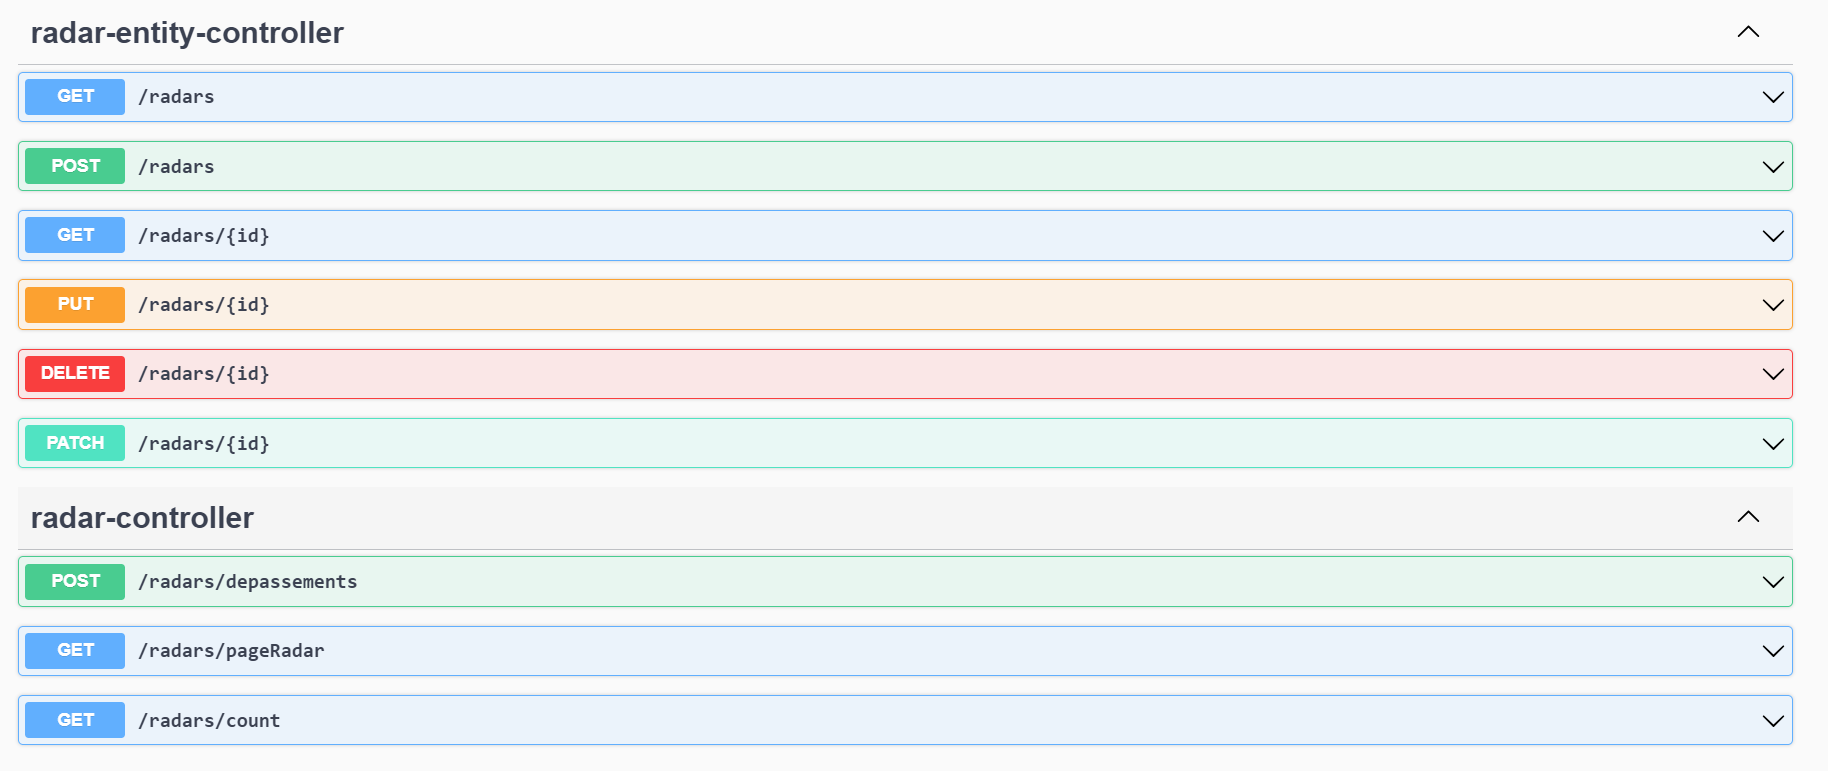 radar-entity-controller
GET /radars
POST /radars
GET /radars/{id}
PUT /radars/{id}
DELETE /radars/{id}
PATCH /radars/{id}
radar-controller
POST /radars/depassements
GET /radars/pageRadar
GET /radars/count